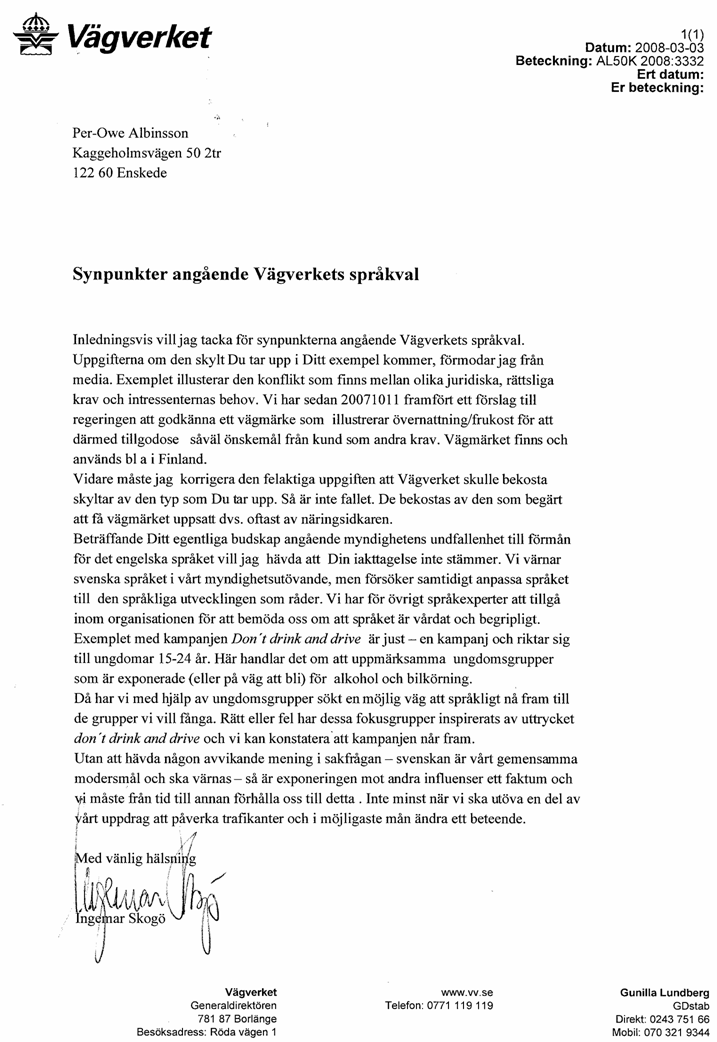 Vägverket
1(1)
Datum: 2008-03-03
Beteckning: AL50K 2008:3332
Ert datum:
Er beteckning:
Per-Owe Albinsson
Kaggeholmsvägen 50 2tr
122 60 Enskede
Synpunkter angående Vägverkets språkval
Inledningsvis vill jag tacka för synpunkterna angående Vägverkets språkval.
Uppgifterna om den skylt Du tar upp i Ditt exempel kommer, förmodar jag från
media. Exemplet illusterar den konflikt som finns mellan olika juridiska, rättsliga
krav och intressenternas behov. Vi har sedan 20071011 framfört ett förslag till
regeringen att godkänna ett vägmärke som illustrerar övernattning/frukost för att
därmed tillgodose såväl önskemål från kund som andra krav. Vägmärket finns och
används bl a i Finland.
Vidare måste jag korrigera den felaktiga uppgiften att Vägverket skulle bekosta
skyltar av den typ som Du tar upp. Så är inte fallet. De bekostas av den som begärt
att få vägmärket uppsatt dvs. oftast av näringsidkaren.
Beträffande Ditt egentliga budskap angående myndighetens undfallenhet till förmån
för det engelska språket vill jag hävda att Din iakttagelse inte stämmer. Vi värnar
svenska språket i vårt myndighetsutövande, men försöker samtidigt anpassa språket
till den språkliga utvecklingen som råder. Vi har för övrigt språkexperter att tillgå
inom organisationen för att bemöda oss om att språket är vårdat och begripligt.
Exemplet med kampanjen Don´t drink and drive är just – en kampanj och riktar sig
till ungdomar 15-24 år. Här handlar det om att uppmärksamma ungdomsgrupper
som är exponerade (eller på väg att bli) för alkohol och bilkörning.
Då har vi med hjälp av ungdomsgrupper sökt en möjlig väg att språkligt nå fram till
de grupper vi vill fånga. Rätt eller fel har dessa fokusgrupper inspirerats av uttrycket
don´t drink and drive och vi kan konstatera att kampanjen når fram.
Utan att hävda någon avvikande mening i sakfrågan – svenskan är vårt gemensamma
modersmål och ska värnas – så är exponeringen mot andra influenser ett faktum och
vi måste från tid till annan förhålla oss till detta . Inte minst när vi ska utöva en del av
vårt uppdrag att påverka trafikanter och i möjligaste mån ändra ett beteende.
Med vänlig hälsning
Ingemar Skogö
Ingemar Skogö
Vägverket
Generaldirektören
781 87 Borlänge
Besöksadress: Röda vägen 1
www.vv.se
Telefon: 0771 119 119
Gunilla Lundberg
GDstab
Direkt: 0243 751 66
Mobil: 070 321 9344